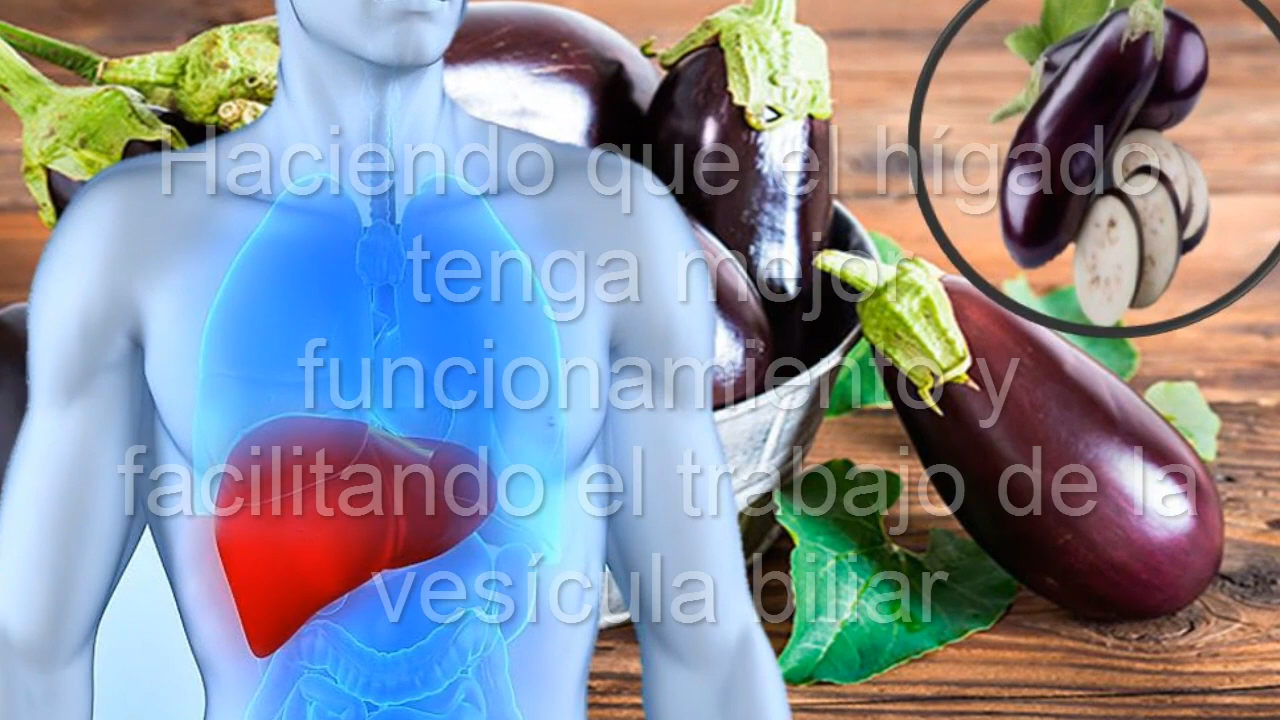 Haciendo que el hígado
tenga mejor
funcionamiento y
facilitando el trabajo de la
vesícula biliar